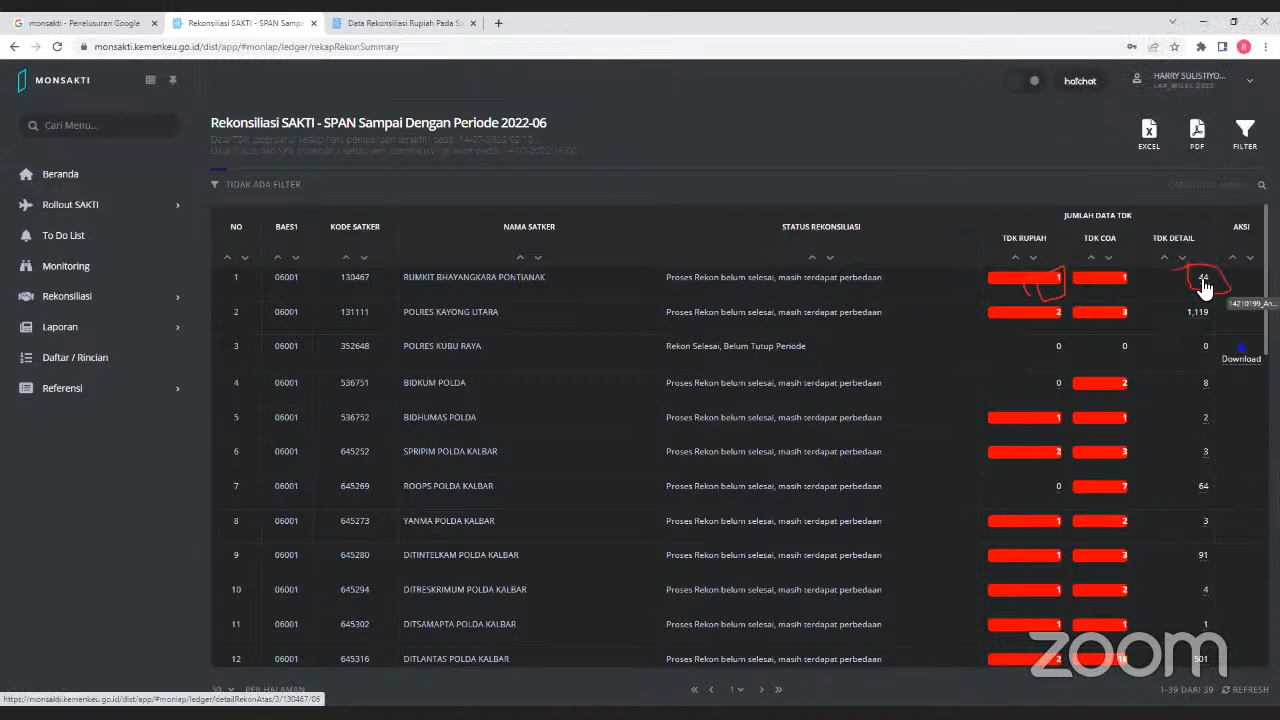 monsakti - Penelusuran Google
Rekonsiliasi SAKTI - SPAN Sampa
Data Rekonsiliasi Rupiah Pada S
monsakti.kemenkeu.go.id/dist/app/#monlap/ledger/rekapRekonSummary
B
MONSAKTI
haichat
HARRY SULISTIYO...
LAP_WILKL_2022
Cari Menu...
Rekonsiliasi SAKTI - SPAN Sampai Dengan Periode 2022-06
EXCEL PDF FILTER
TIDAK ADA FILTER
Beranda
Rollout SAKTI
To Do List
Monitoring
Rekonsiliasi
Laporan
Daftar / Rincian
Referensi
JUMLAH DATA TDK
NO BAES1 KODE SATKER NAMA SATKER STATUS REKONSILIASI TDK RUPIAH TDK COA TDK DETAIL AKSI
1 06001 130467 RUMKIT BHAYANGKARA PONTIANAK Proses Rekon belum selesai, masih terdapat perbedaan 1 1 44
14210199_An...
2 06001 131111 POLRES KAYONG UTARA Proses Rekon belum selesai, masih terdapat perbedaan 2 3 1,119
3 06001 352648 POLRES KUBU RAYA Rekon Selesai, Belum Tutup Periode 0 0 0 Download
4 06001 536751 BIDKUM POLDA Proses Rekon belum selesai, masih terdapat perbedaan 0 2 8
5 06001 536752 BIDHUMAS POLDA Proses Rekon belum selesai, masih terdapat perbedaan 1 1 2
6 06001 645252 SPRIPIM POLDA KALBAR Proses Rekon belum selesai, masih terdapat perbedaan 2 3 3
7 06001 645269 ROOPS POLDA KALBAR Proses Rekon belum selesai, masih terdapat perbedaan 0 7 64
8 06001 645273 YANMA POLDA KALBAR Proses Rekon belum selesai, masih terdapat perbedaan 1 2 3
9 06001 645280 DITINTELKAM POLDA KALBAR Proses Rekon belum selesai, masih terdapat perbedaan 1 3 91
10 06001 645294 DITRESKRIMUM POLDA KALBAR Proses Rekon belum selesai, masih terdapat perbedaan 1 2 4
11 06001 645302 DITSAMAPTA POLDA KALBAR Proses Rekon belum selesai, masih terdapat perbedaan 1 1 1
12 06001 645316 DITLANTAS POLDA KALBAR Proses Rekon belum selesai, masih terdapat perbedaan 2 18 501
zoom
50 PER HALAMAN 1 1-39 DARI 39 REFRESH
https://monsakti.kemenkeu.go.id/dist/app/#monlap/ledger/detailRekonAtas/3/130467/06